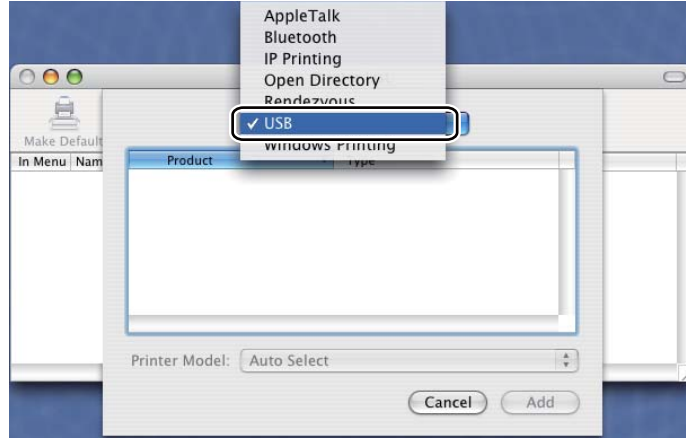 AppleTalk
Bluetooth
IP Printing
Open Directory
Rendezvous
✓ USB
Windows Printing
Make Default
In Menu Nam
Product Type
Printer Model: Auto Select
Cancel Add